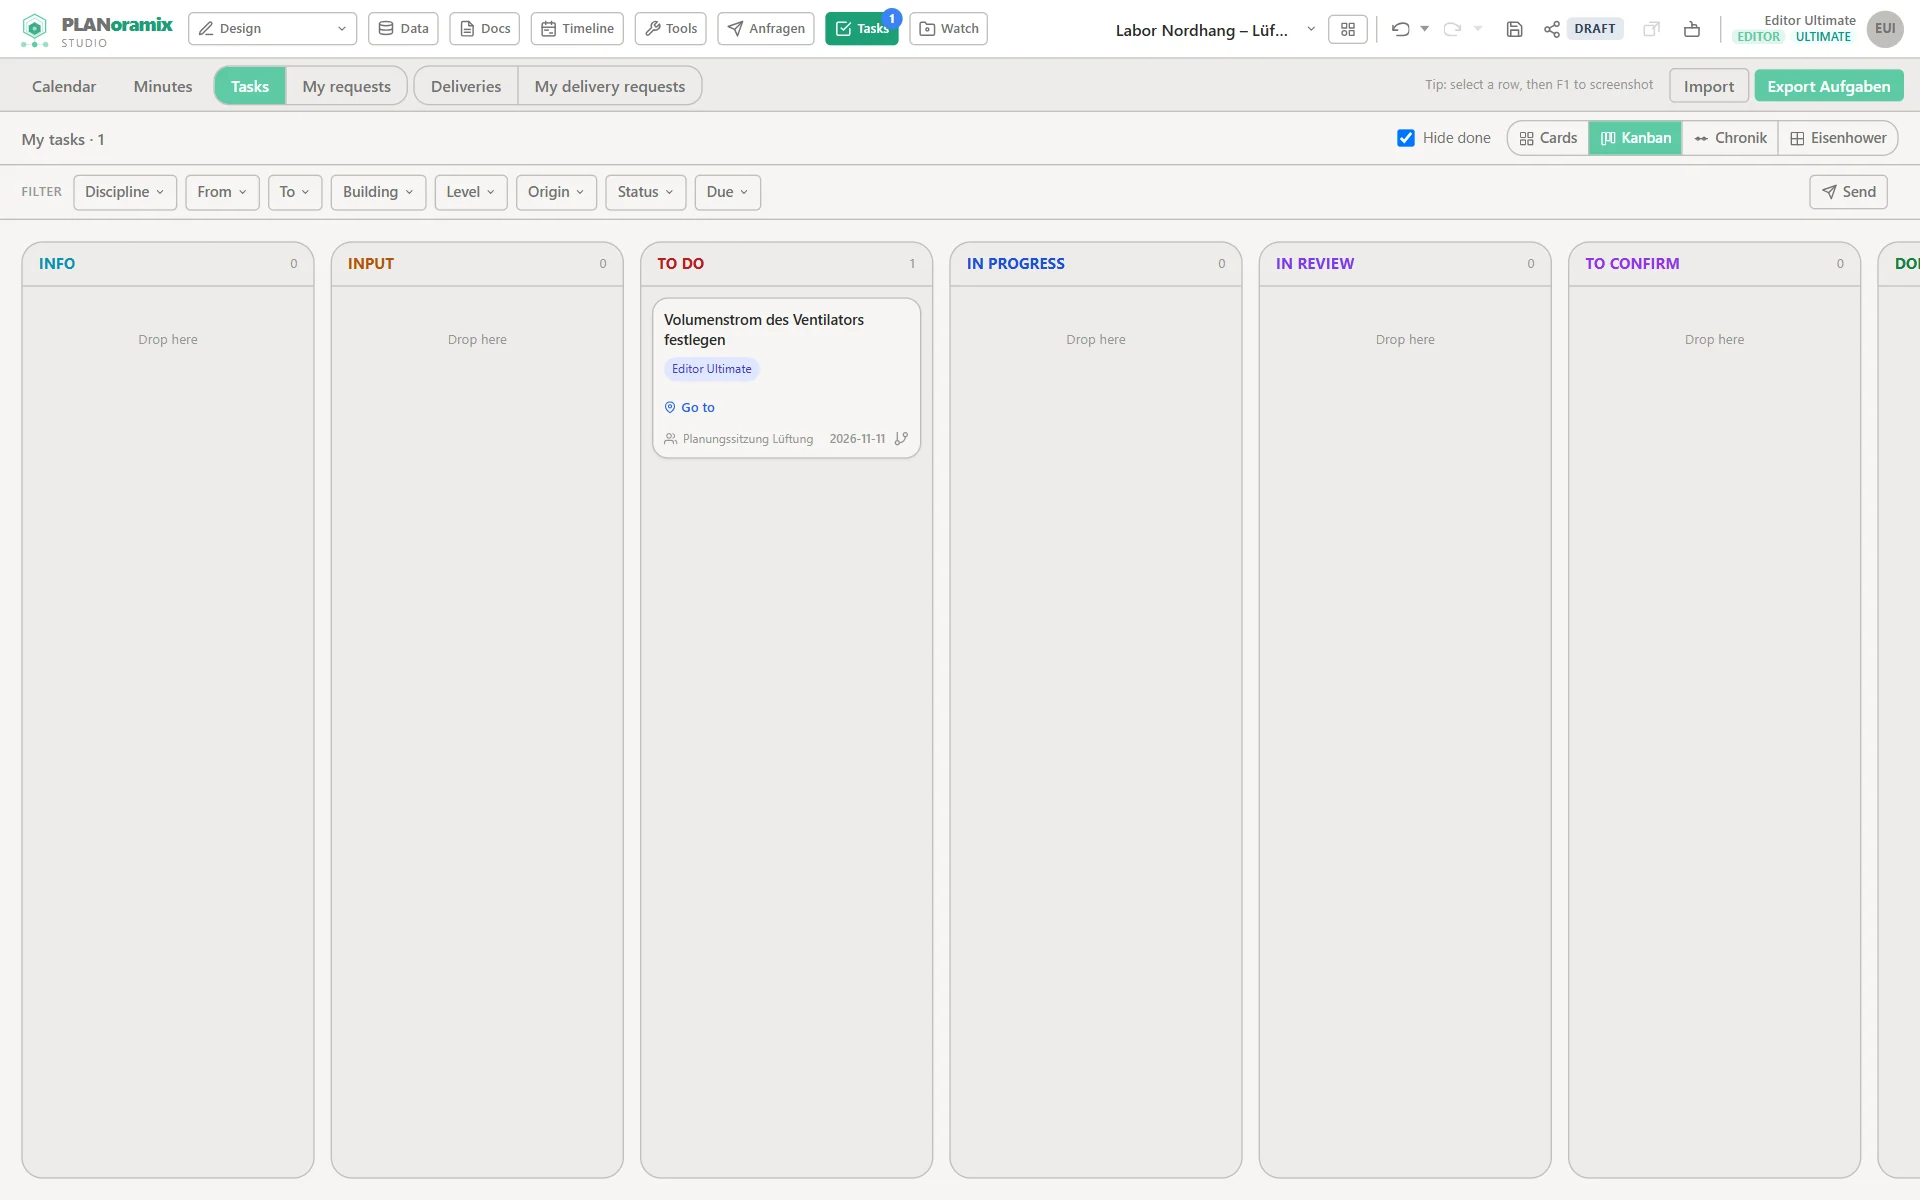 PLANoramix
STUDIO
Design
Data
Docs
Timeline
Tools
Anfragen
Tasks
1
Watch
Labor Nordhang – Lüf...
DRAFT
Editor Ultimate
EDITOR ULTIMATE
EUI
Calendar
Minutes
Tasks
My requests
Deliveries
My delivery requests
Tip: select a row, then F1 to screenshot
Import
Export Aufgaben
My tasks · 1
Hide done
Cards
Kanban
Chronik
Eisenhower
FILTER
Discipline
From
To
Building
Level
Origin
Status
Due
Send
INFO 0
Drop here
INPUT 0
Drop here
TO DO 1
Volumenstrom des Ventilators
festlegen
Editor Ultimate
Go to
Planungssitzung Lüftung 2026-11-11
IN PROGRESS 0
Drop here
IN REVIEW 0
Drop here
TO CONFIRM 0
Drop here